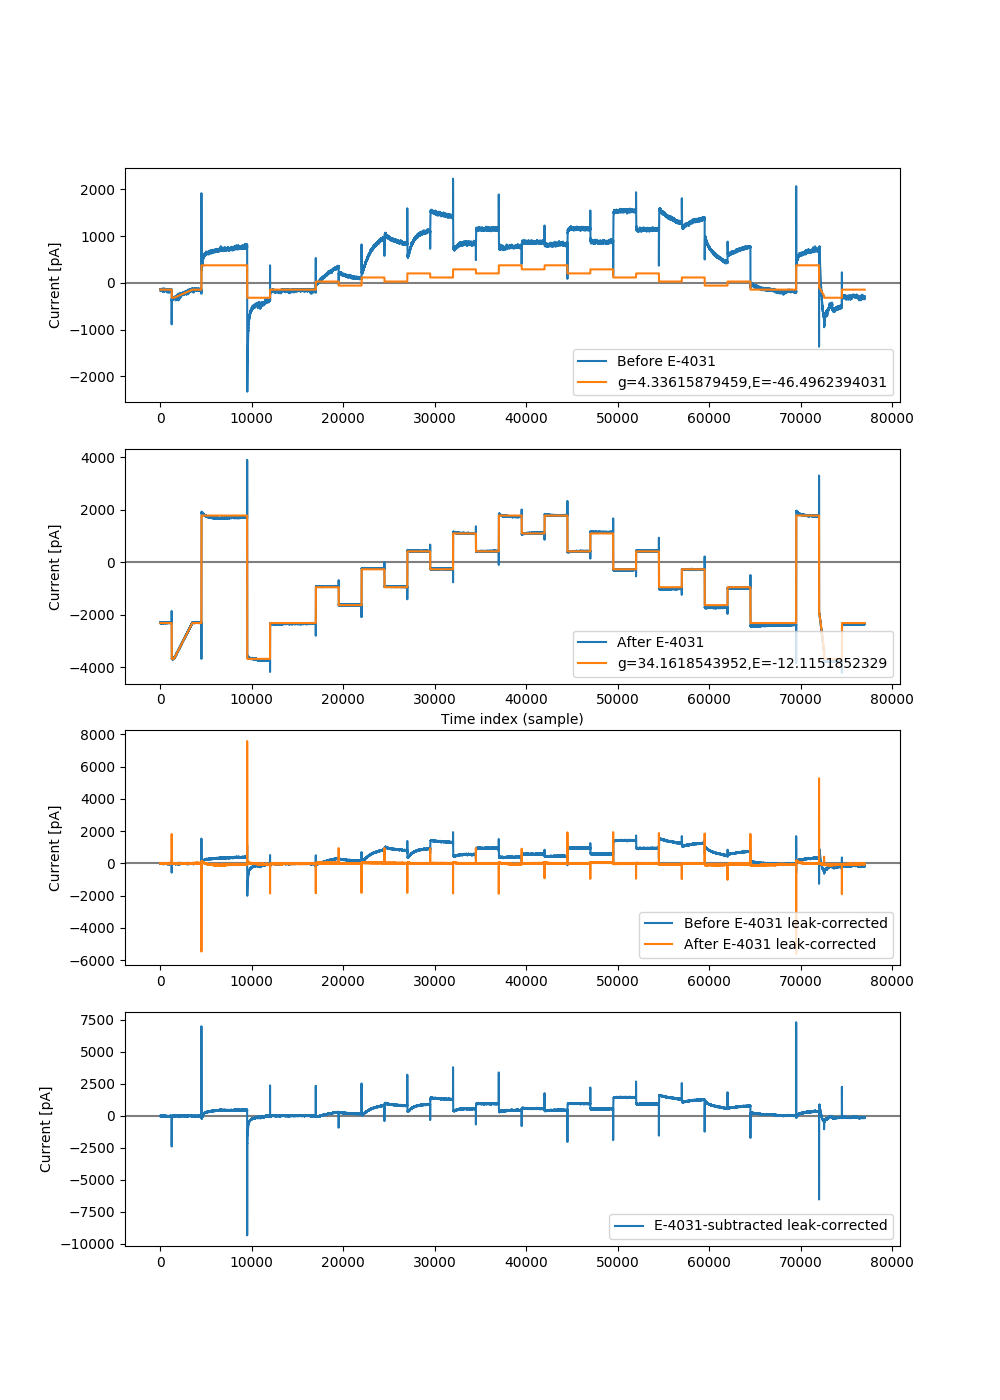 2000
1000
0
−1000
−2000
Current [pA]
Before E-4031
g=4.33615879459,E=-46.4962394031
0 10000 20000 30000 40000 50000 60000 70000 80000
4000
2000
0
−2000
−4000
Current [pA]
After E-4031
g=34.1618543952,E=-12.1151852329
0 10000 20000 30000 40000 50000 60000 70000 80000
Time index (sample)
8000
6000
4000
2000
0
−2000
−4000
−6000
Current [pA]
Before E-4031 leak-corrected
After E-4031 leak-corrected
0 10000 20000 30000 40000 50000 60000 70000 80000
7500
5000
2500
0
−2500
−5000
−7500
−10000
Current [pA]
E-4031-subtracted leak-corrected
0 10000 20000 30000 40000 50000 60000 70000 80000